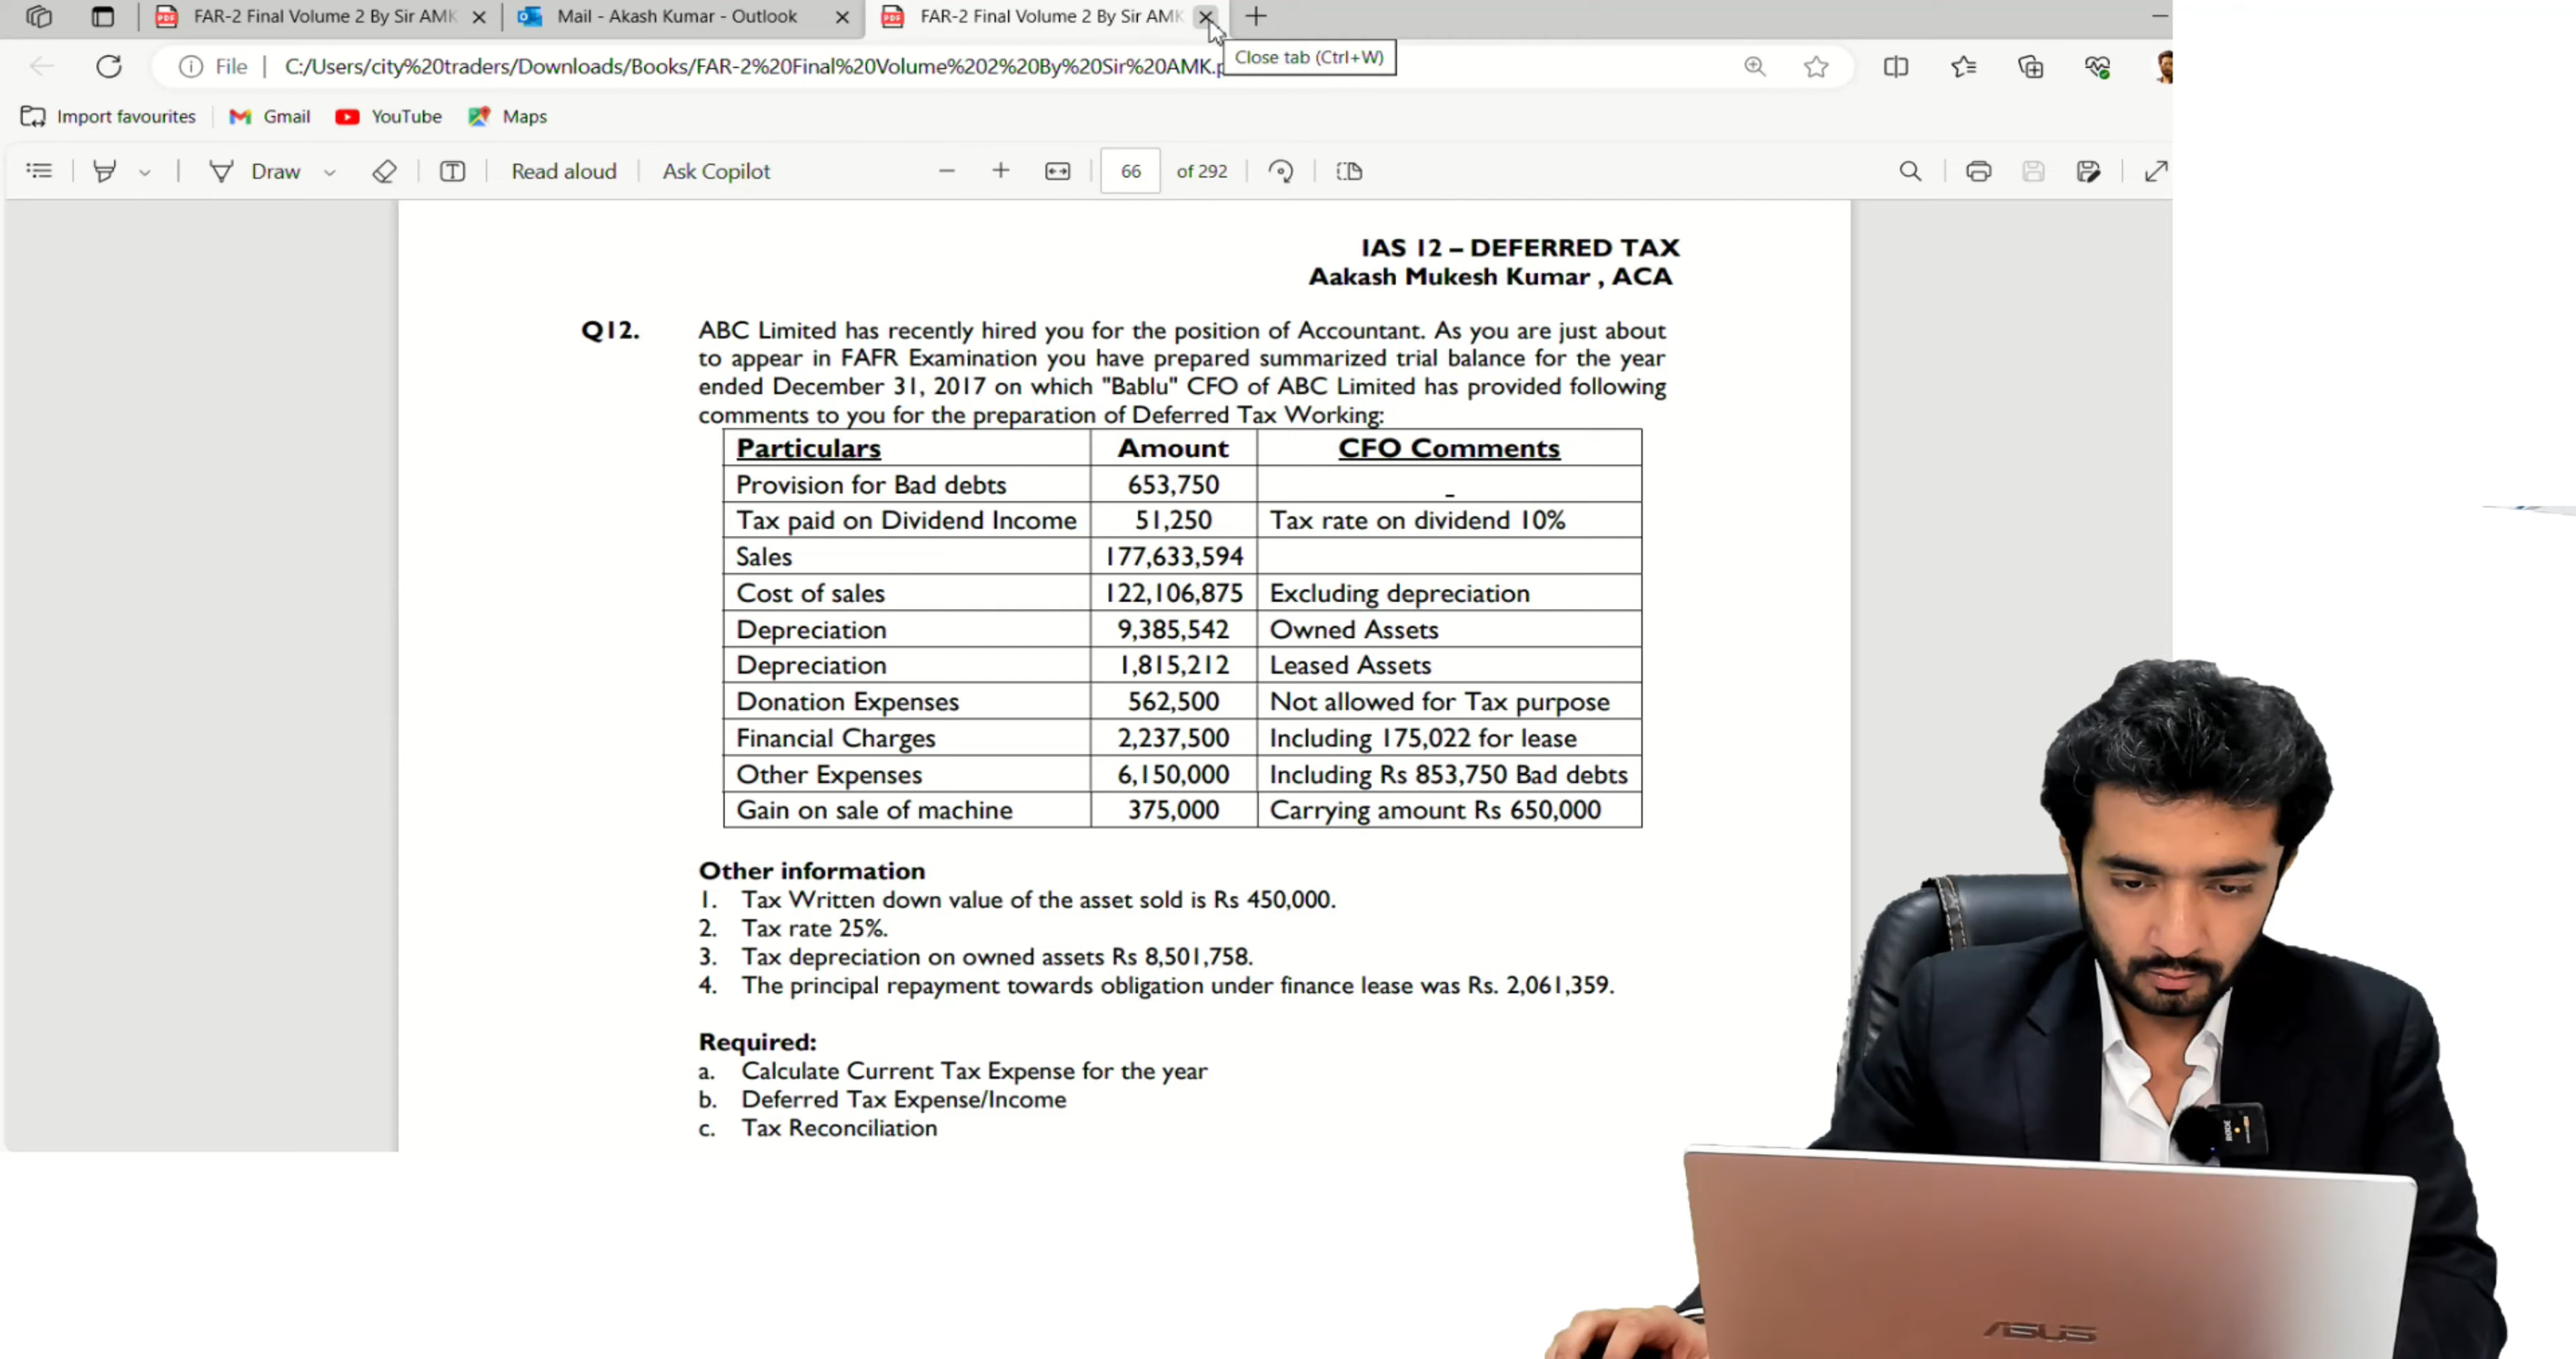 FAR-2 Final Volume 2 By Sir AMK
Mail - Akash Kumar - Outlook
FAR-2 Final Volume 2 By Sir AMK
Close tab (Ctrl+W)
File
C:/Users/city%20traders/Downloads/Books/FAR-2%20Final%20Volume%202%20By%20Sir%20AMK.p
Import favourites
Gmail
YouTube
Maps
Draw
Read aloud
Ask Copilot
66 of 292
IAS 12 – DEFERRED TAX
Aakash Mukesh Kumar , ACA
Q12. ABC Limited has recently hired you for the position of Accountant. As you are just about
to appear in FAFR Examination you have prepared summarized trial balance for the year
ended December 31, 2017 on which "Bablu" CFO of ABC Limited has provided following
comments to you for the preparation of Deferred Tax Working:
Particulars Amount CFO Comments
Provision for Bad debts 653,750 -
Tax paid on Dividend Income 51,250 Tax rate on dividend 10%
Sales 177,633,594
Cost of sales 122,106,875 Excluding depreciation
Depreciation 9,385,542 Owned Assets
Depreciation 1,815,212 Leased Assets
Donation Expenses 562,500 Not allowed for Tax purpose
Financial Charges 2,237,500 Including 175,022 for lease
Other Expenses 6,150,000 Including Rs 853,750 Bad debts
Gain on sale of machine 375,000 Carrying amount Rs 650,000
Other information
1. Tax Written down value of the asset sold is Rs 450,000.
2. Tax rate 25%.
3. Tax depreciation on owned assets Rs 8,501,758.
4. The principal repayment towards obligation under finance lease was Rs. 2,061,359.
Required:
a. Calculate Current Tax Expense for the year
b. Deferred Tax Expense/Income
c. Tax Reconciliation
RØDE
ASUS